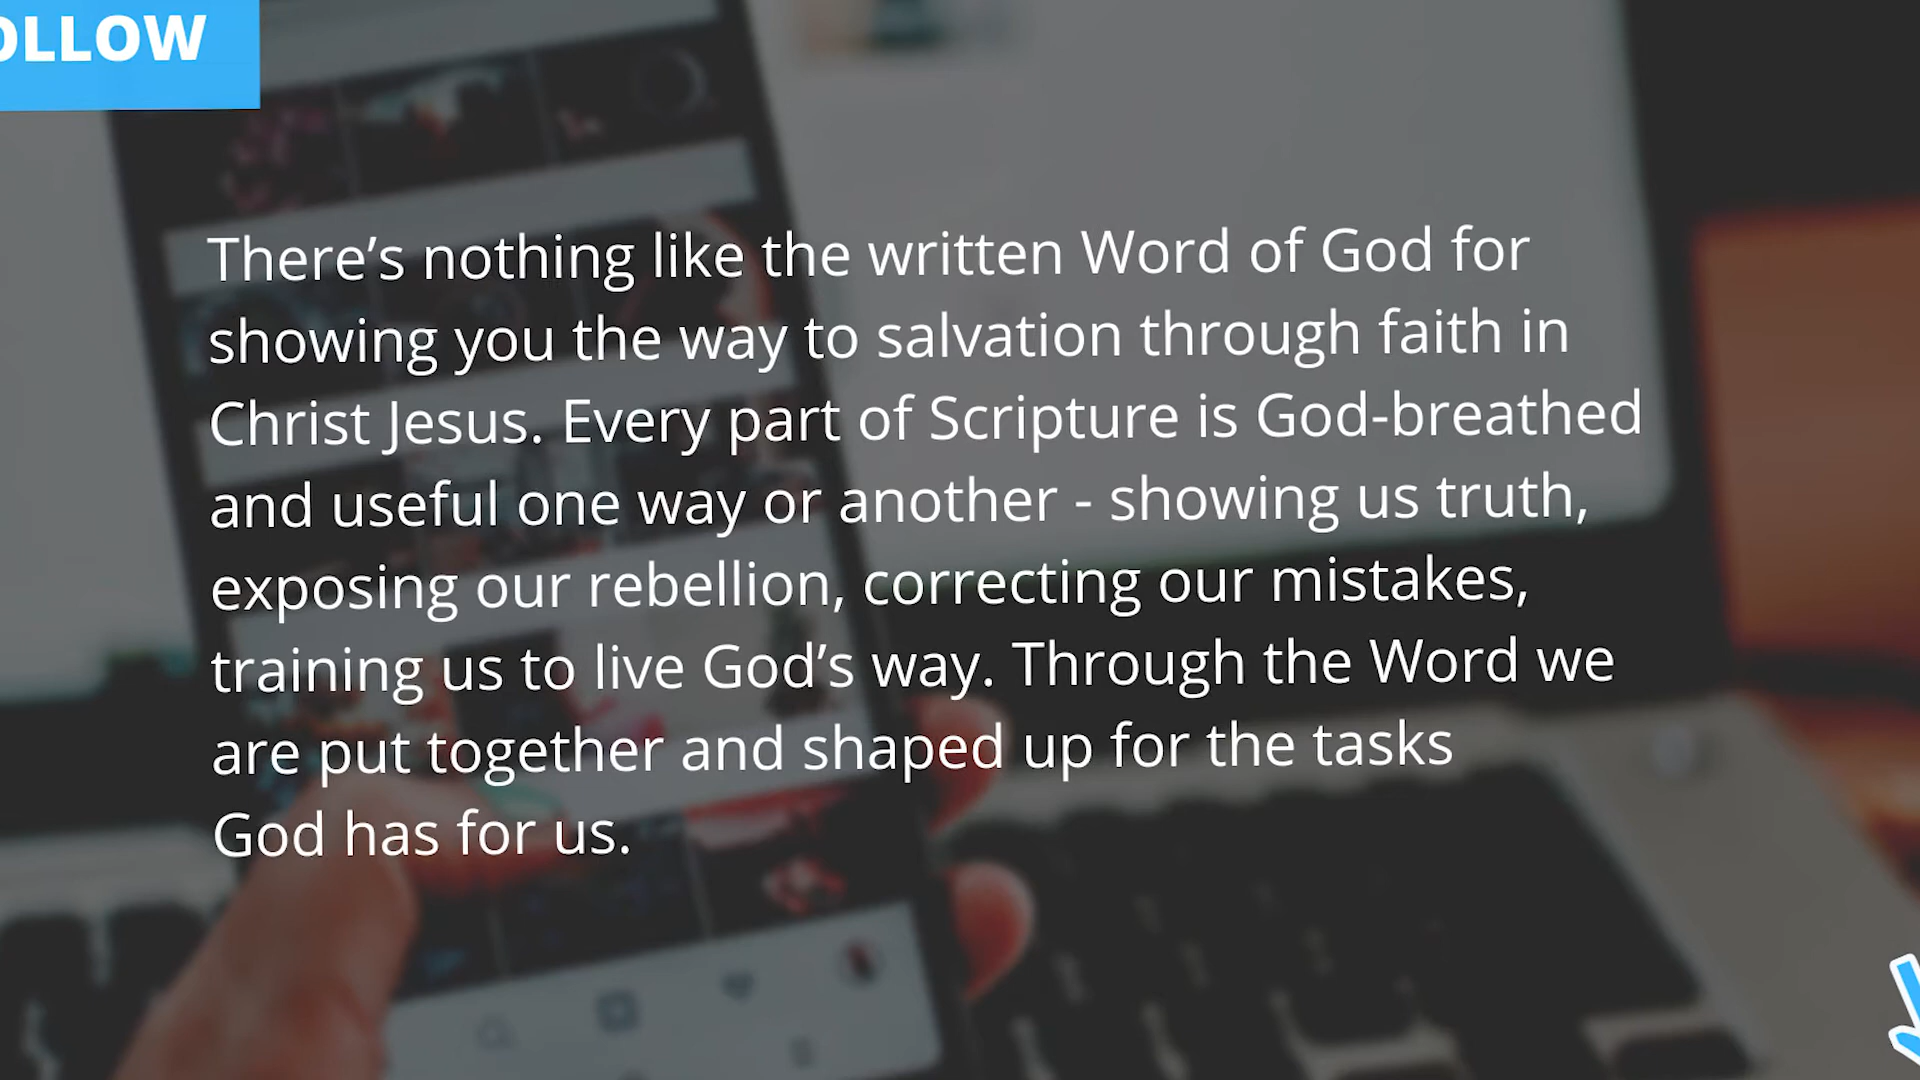 OLLOW
There’s nothing like the written Word of God for
showing you the way to salvation through faith in
Christ Jesus. Every part of Scripture is God-breathed
and useful one way or another - showing us truth,
exposing our rebellion, correcting our mistakes,
training us to live God’s way. Through the Word we
are put together and shaped up for the tasks
God has for us.